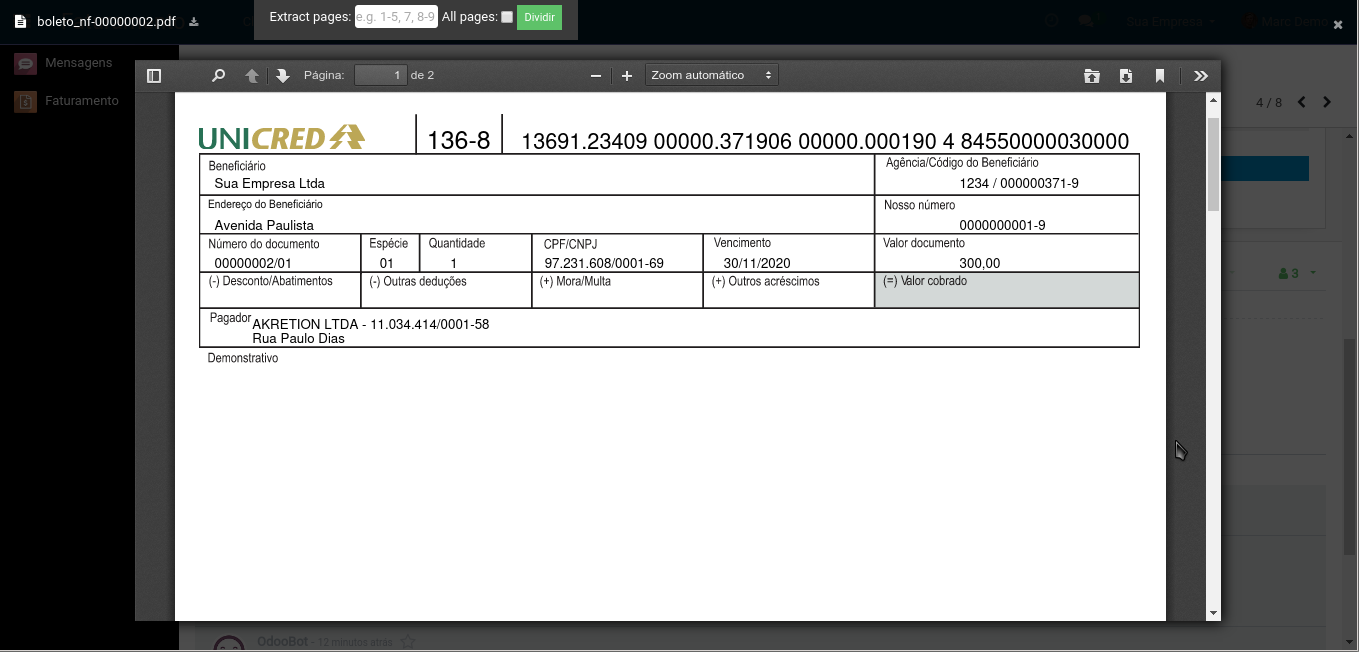 boleto_nf-00000002.pdf
Extract pages: e.g. 1-5, 7, 8-9 All pages: Dividir
Sua Empresa
Marc Demo
Mensagens
Faturamento
Página: 1 de 2
Zoom automático
4 / 8
UNICRED 136-8 13691.23409 00000.371906 00000.000190 4 84550000030000
Beneficiário Agência/Código do Beneficiário
Sua Empresa Ltda 1234 / 000000371-9
Endereço do Beneficiário Nosso número
Avenida Paulista 0000000001-9
Número do documento Espécie Quantidade CPF/CNPJ Vencimento Valor documento
00000002/01 01 1 97.231.608/0001-69 30/11/2020 300,00
(-) Desconto/Abatimentos (-) Outras deduções (+) Mora/Multa (+) Outros acréscimos (=) Valor cobrado
3
Pagador AKRETION LTDA - 11.034.414/0001-58
Rua Paulo Dias
Demonstrativo
OdooBot - 12 minutos atrás